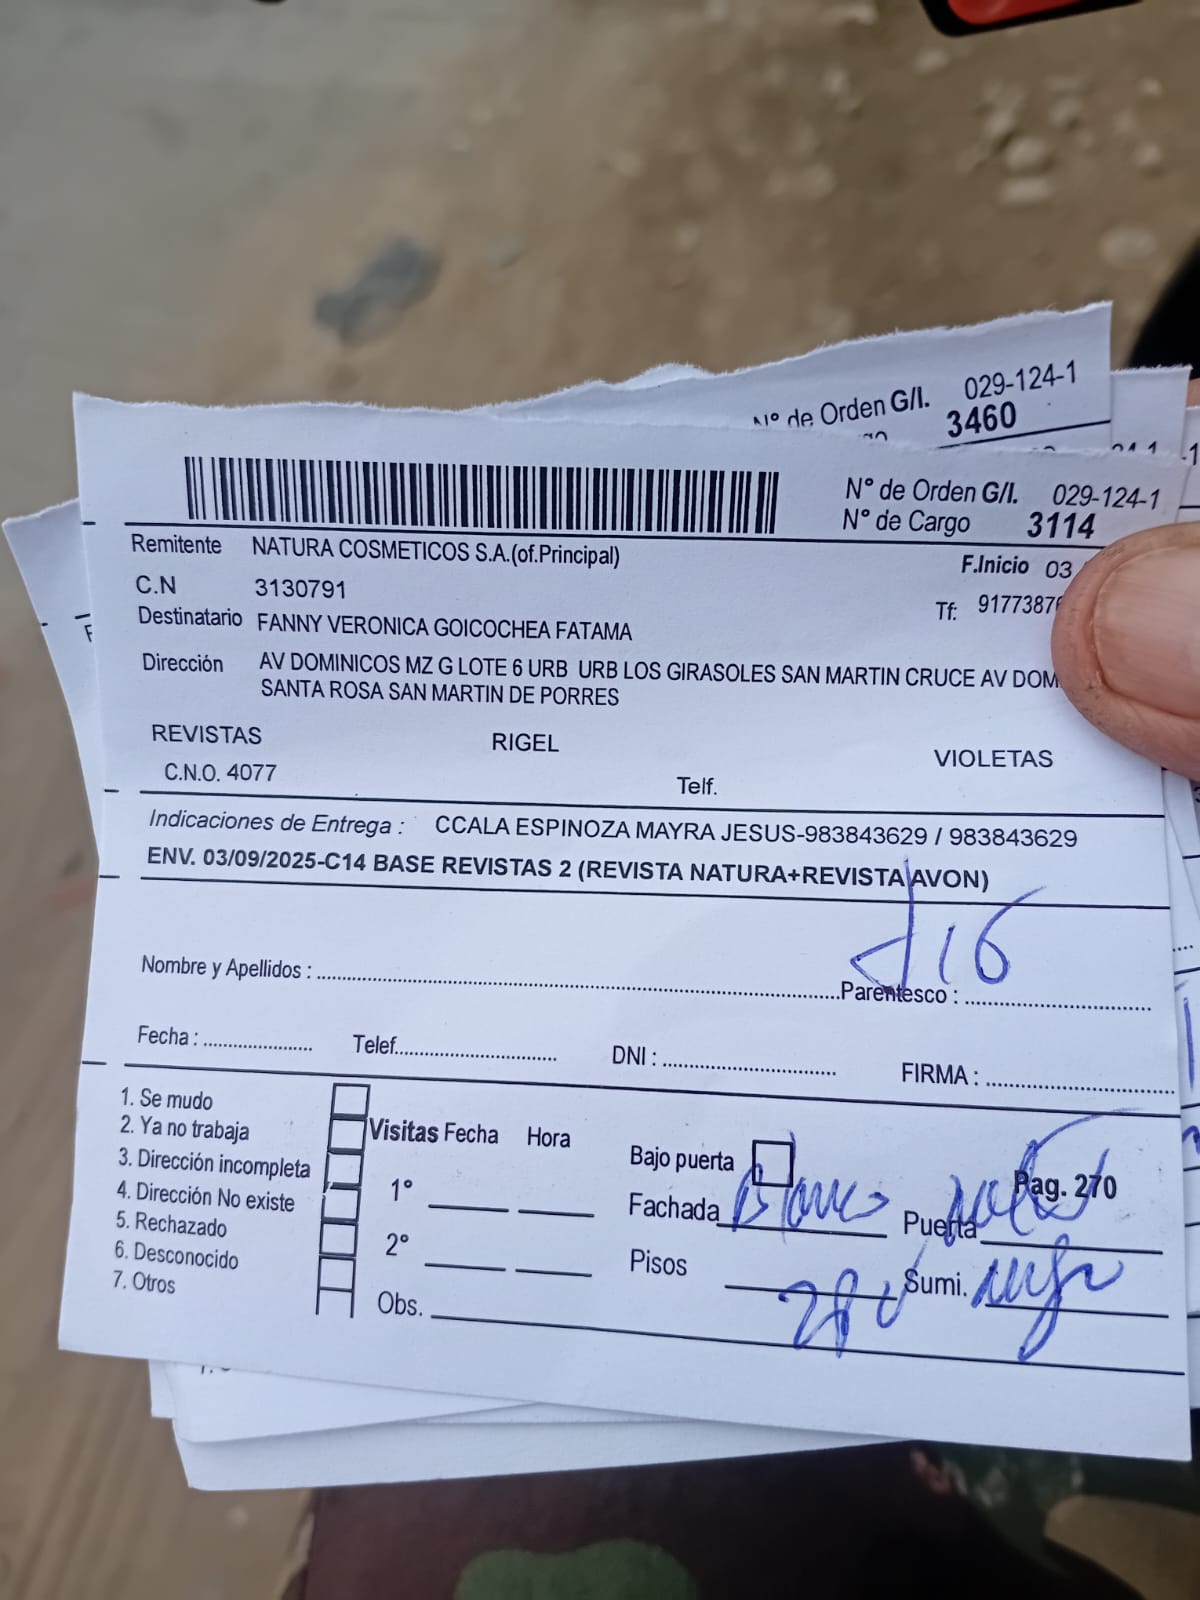 Nº de Orden G/I. 029-124-1
3460
Nº de Orden G/I. 029-124-1
Nº de Cargo 3114
Remitente NATURA COSMETICOS S.A.(of.Principal)
F.Inicio 03
C.N 3130791
Tf: 9177387
Destinatario FANNY VERONICA GOICOCHEA FATAMA
Dirección AV DOMINICOS MZ G LOTE 6 URB URB LOS GIRASOLES SAN MARTIN CRUCE AV DOM
SANTA ROSA SAN MARTIN DE PORRES
REVISTAS RIGEL VIOLETAS
C.N.O. 4077 Telf.
Indicaciones de Entrega : CCALA ESPINOZA MAYRA JESUS-983843629 / 983843629
ENV. 03/09/2025-C14 BASE REVISTAS 2 (REVISTA NATURA+REVISTA AVON)
Nombre y Apellidos : Parentesco :
Fecha : Telef. DNI : FIRMA :
1. Se mudo
2. Ya no trabaja
3. Dirección incompleta
4. Dirección No existe
5. Rechazado
6. Desconocido
7. Otros
Visitas Fecha Hora
1°
2°
Obs.
Bajo puerta
Pag. 270
Fachada Blanco Puerta
Pisos Sumi.